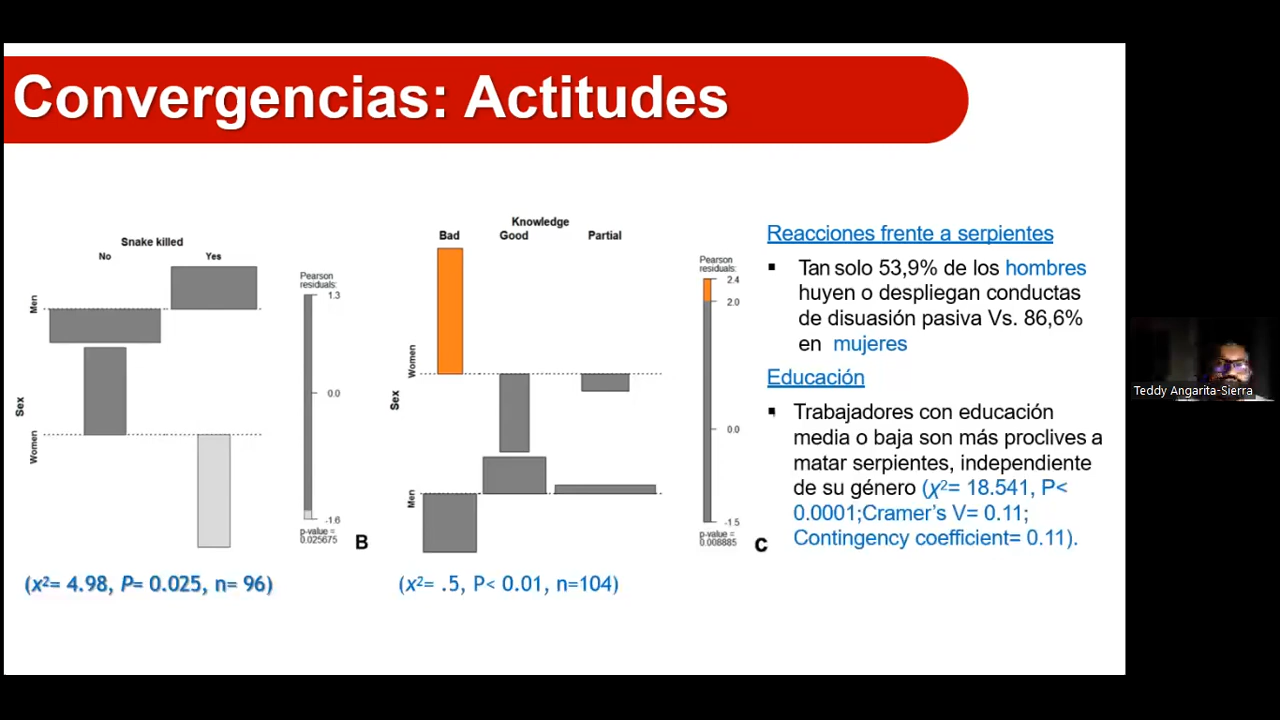 Convergencias: Actitudes
Snake killed
No
Yes
Men
Women
Sex
Pearson
residuals:
1.3
0.0
-1.6
p-value =
0.025675
B
(x²= 4.98, P= 0.025, n= 96)
Knowledge
Bad
Good
Partial
Women
Men
Sex
Pearson
residuals:
2.4
2.0
0.0
-1.5
p-value =
0.008885
C
(x²= .5, P< 0.01, n=104)
Reacciones frente a serpientes
▪ Tan solo 53,9% de los hombres
huyen o despliegan conductas
de disuasión pasiva Vs. 86,6%
en mujeres
Educación
▪ Trabajadores con educación
media o baja son más proclives a
matar serpientes, independiente
de su género (χ²= 18.541, P<
0.0001;Cramer’s V= 0.11;
Contingency coefficient= 0.11).
Teddy Angarita-Sierra